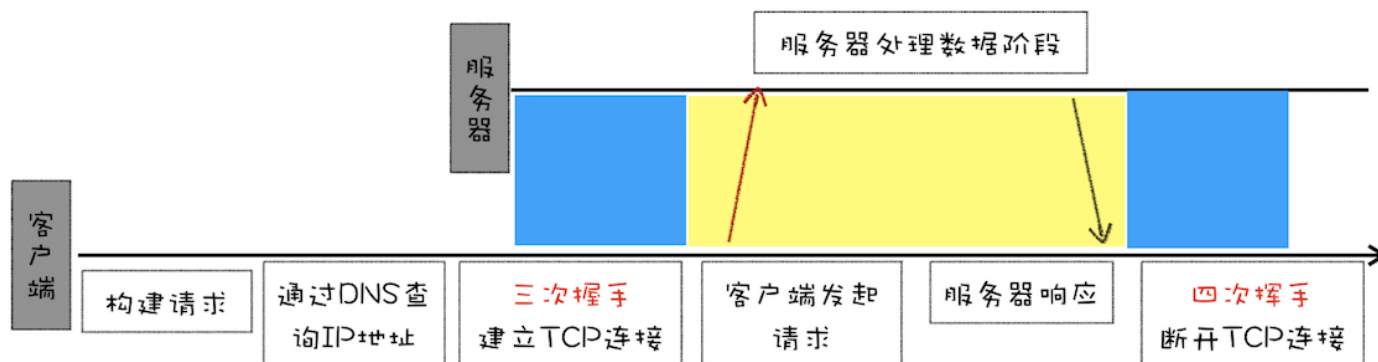 服务器处理数据阶段
服务器
客户端
构建请求
通过DNS查
询IP地址
三次握手
建立TCP连接
客户端发起
请求
服务器响应
四次挥手
断开TCP连接